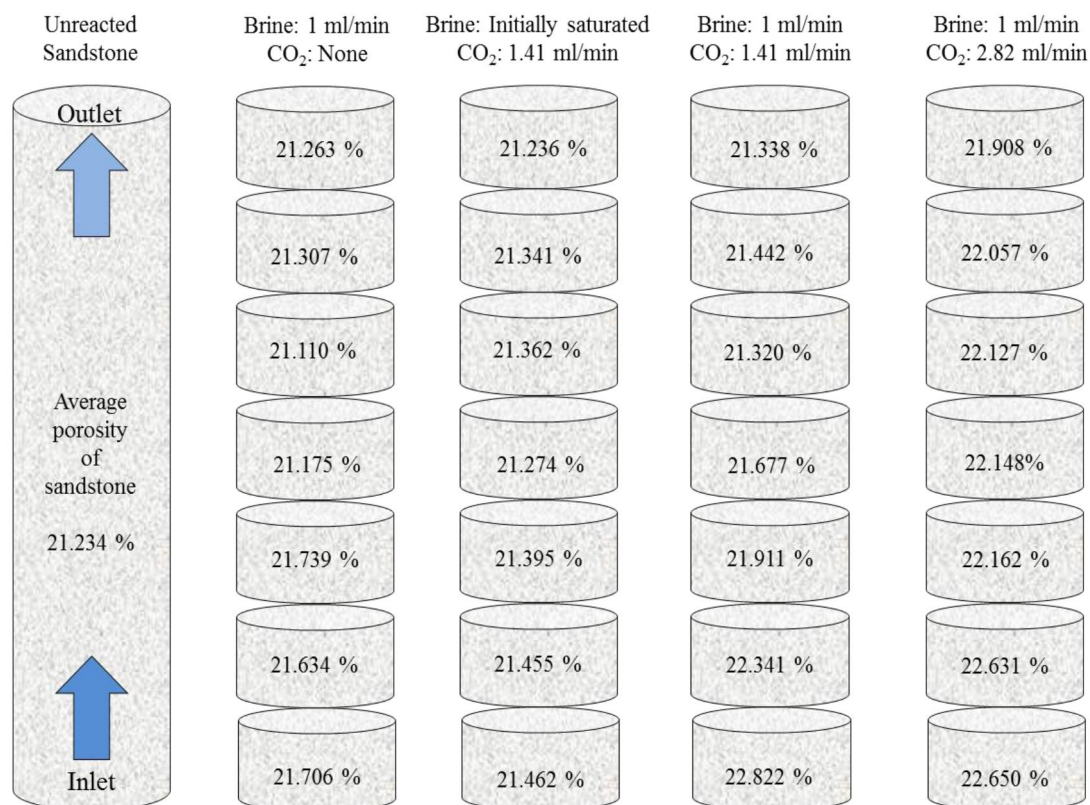 Unreacted
Sandstone
Brine: 1 ml/min
CO₂: None
Brine: Initially saturated
CO₂: 1.41 ml/min
Brine: 1 ml/min
CO₂: 1.41 ml/min
Brine: 1 ml/min
CO₂: 2.82 ml/min
Outlet
Average
porosity
of
sandstone
21.234 %
Inlet
21.263 %
21.307 %
21.110 %
21.175 %
21.739 %
21.634 %
21.706 %
21.236 %
21.341 %
21.362 %
21.274 %
21.395 %
21.455 %
21.462 %
21.338 %
21.442 %
21.320 %
21.677 %
21.911 %
22.341 %
22.822 %
21.908 %
22.057 %
22.127 %
22.148%
22.162 %
22.631 %
22.650 %